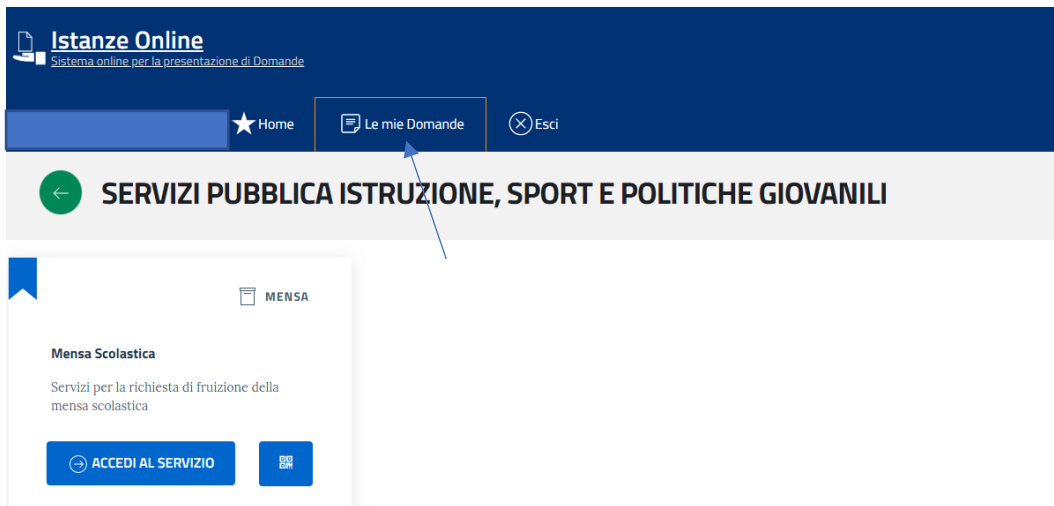 Istanze Online
Sistema online per la presentazione di Domande
Home
Le mie Domande
Esci
SERVIZI PUBBLICA ISTRUZIONE, SPORT E POLITICHE GIOVANILI
MENSA
Mensa Scolastica
Servizi per la richiesta di fruizione della
mensa scolastica
ACCEDI AL SERVIZIO